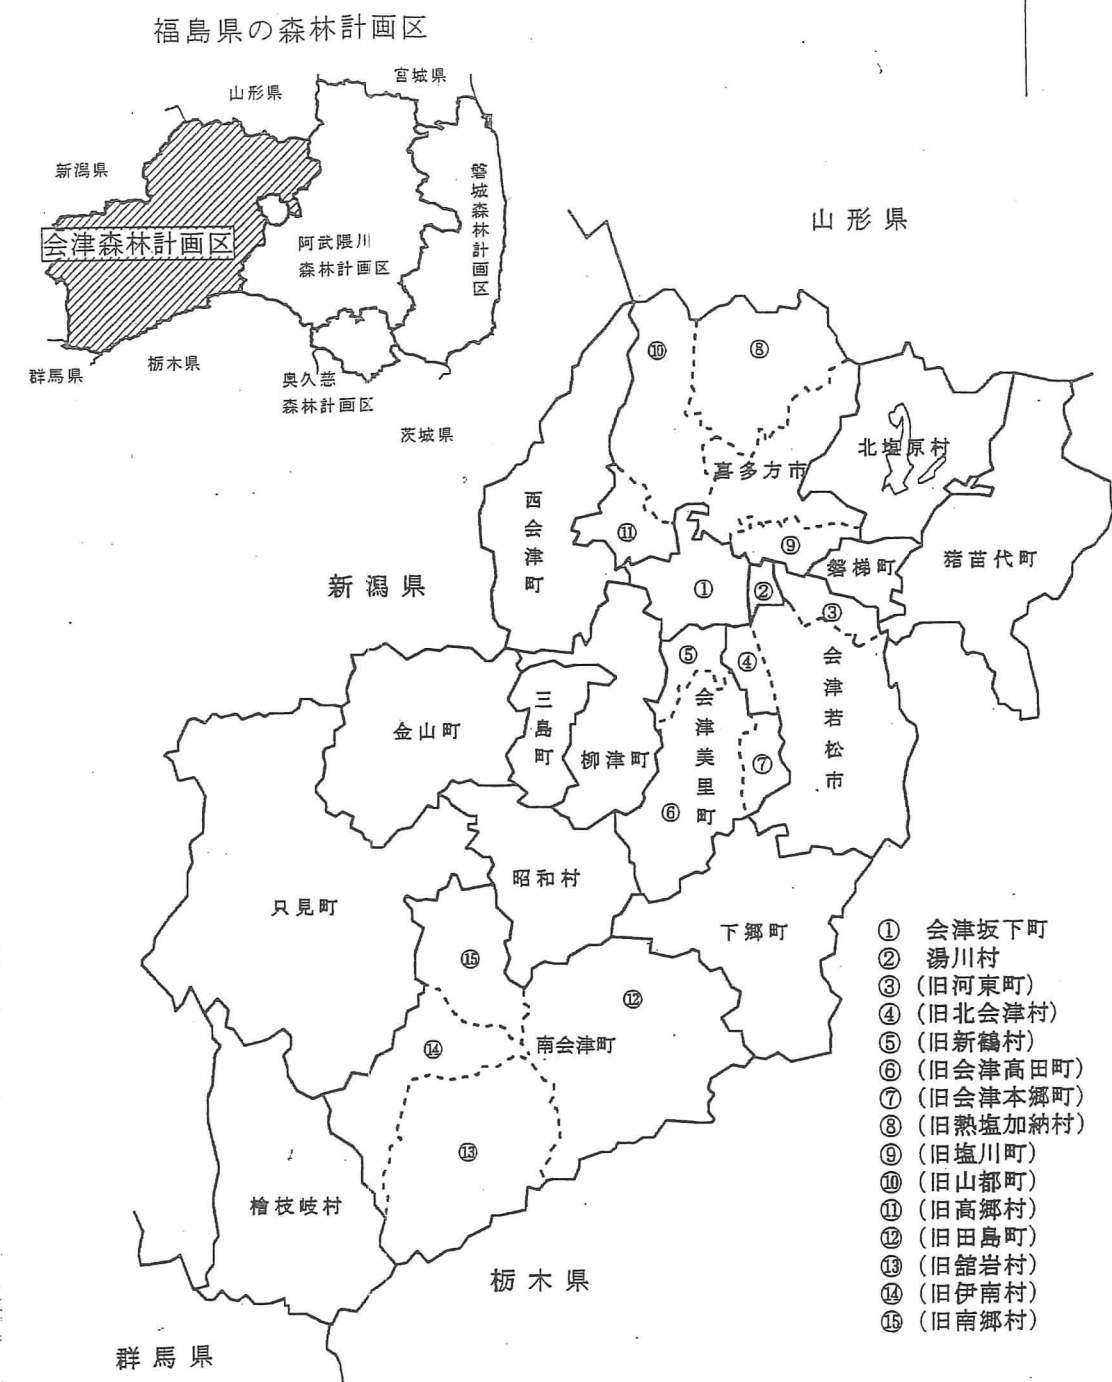 福島県の森林計画区
宮城県
山形県
新潟県
磐城森林計画区
会津森林計画区
阿武隈川
森林計画区
栃木県
群馬県
奥久慈
森林計画区
茨城県
山形県
⑩
⑧
北塩原村
喜多方市
西会津町
⑪
⑨
磐梯町
猪苗代町
新潟県
①
②
③
⑤
④
会津若松市
三島町
会津美里町
金山町
柳津町
⑦
⑥
昭和村
只見町
下郷町
⑮
⑫
⑭
南会津町
⑬
檜枝岐村
栃木県
群馬県
① 会津坂下町
② 湯川村
③ (旧河東町)
④ (旧北会津村)
⑤ (旧新鶴村)
⑥ (旧会津高田町)
⑦ (旧会津本郷町)
⑧ (旧熱塩加納村)
⑨ (旧塩川町)
⑩ (旧山都町)
⑪ (旧高郷村)
⑫ (旧田島町)
⑬ (旧舘岩村)
⑭ (旧伊南村)
⑮ (旧南郷村)